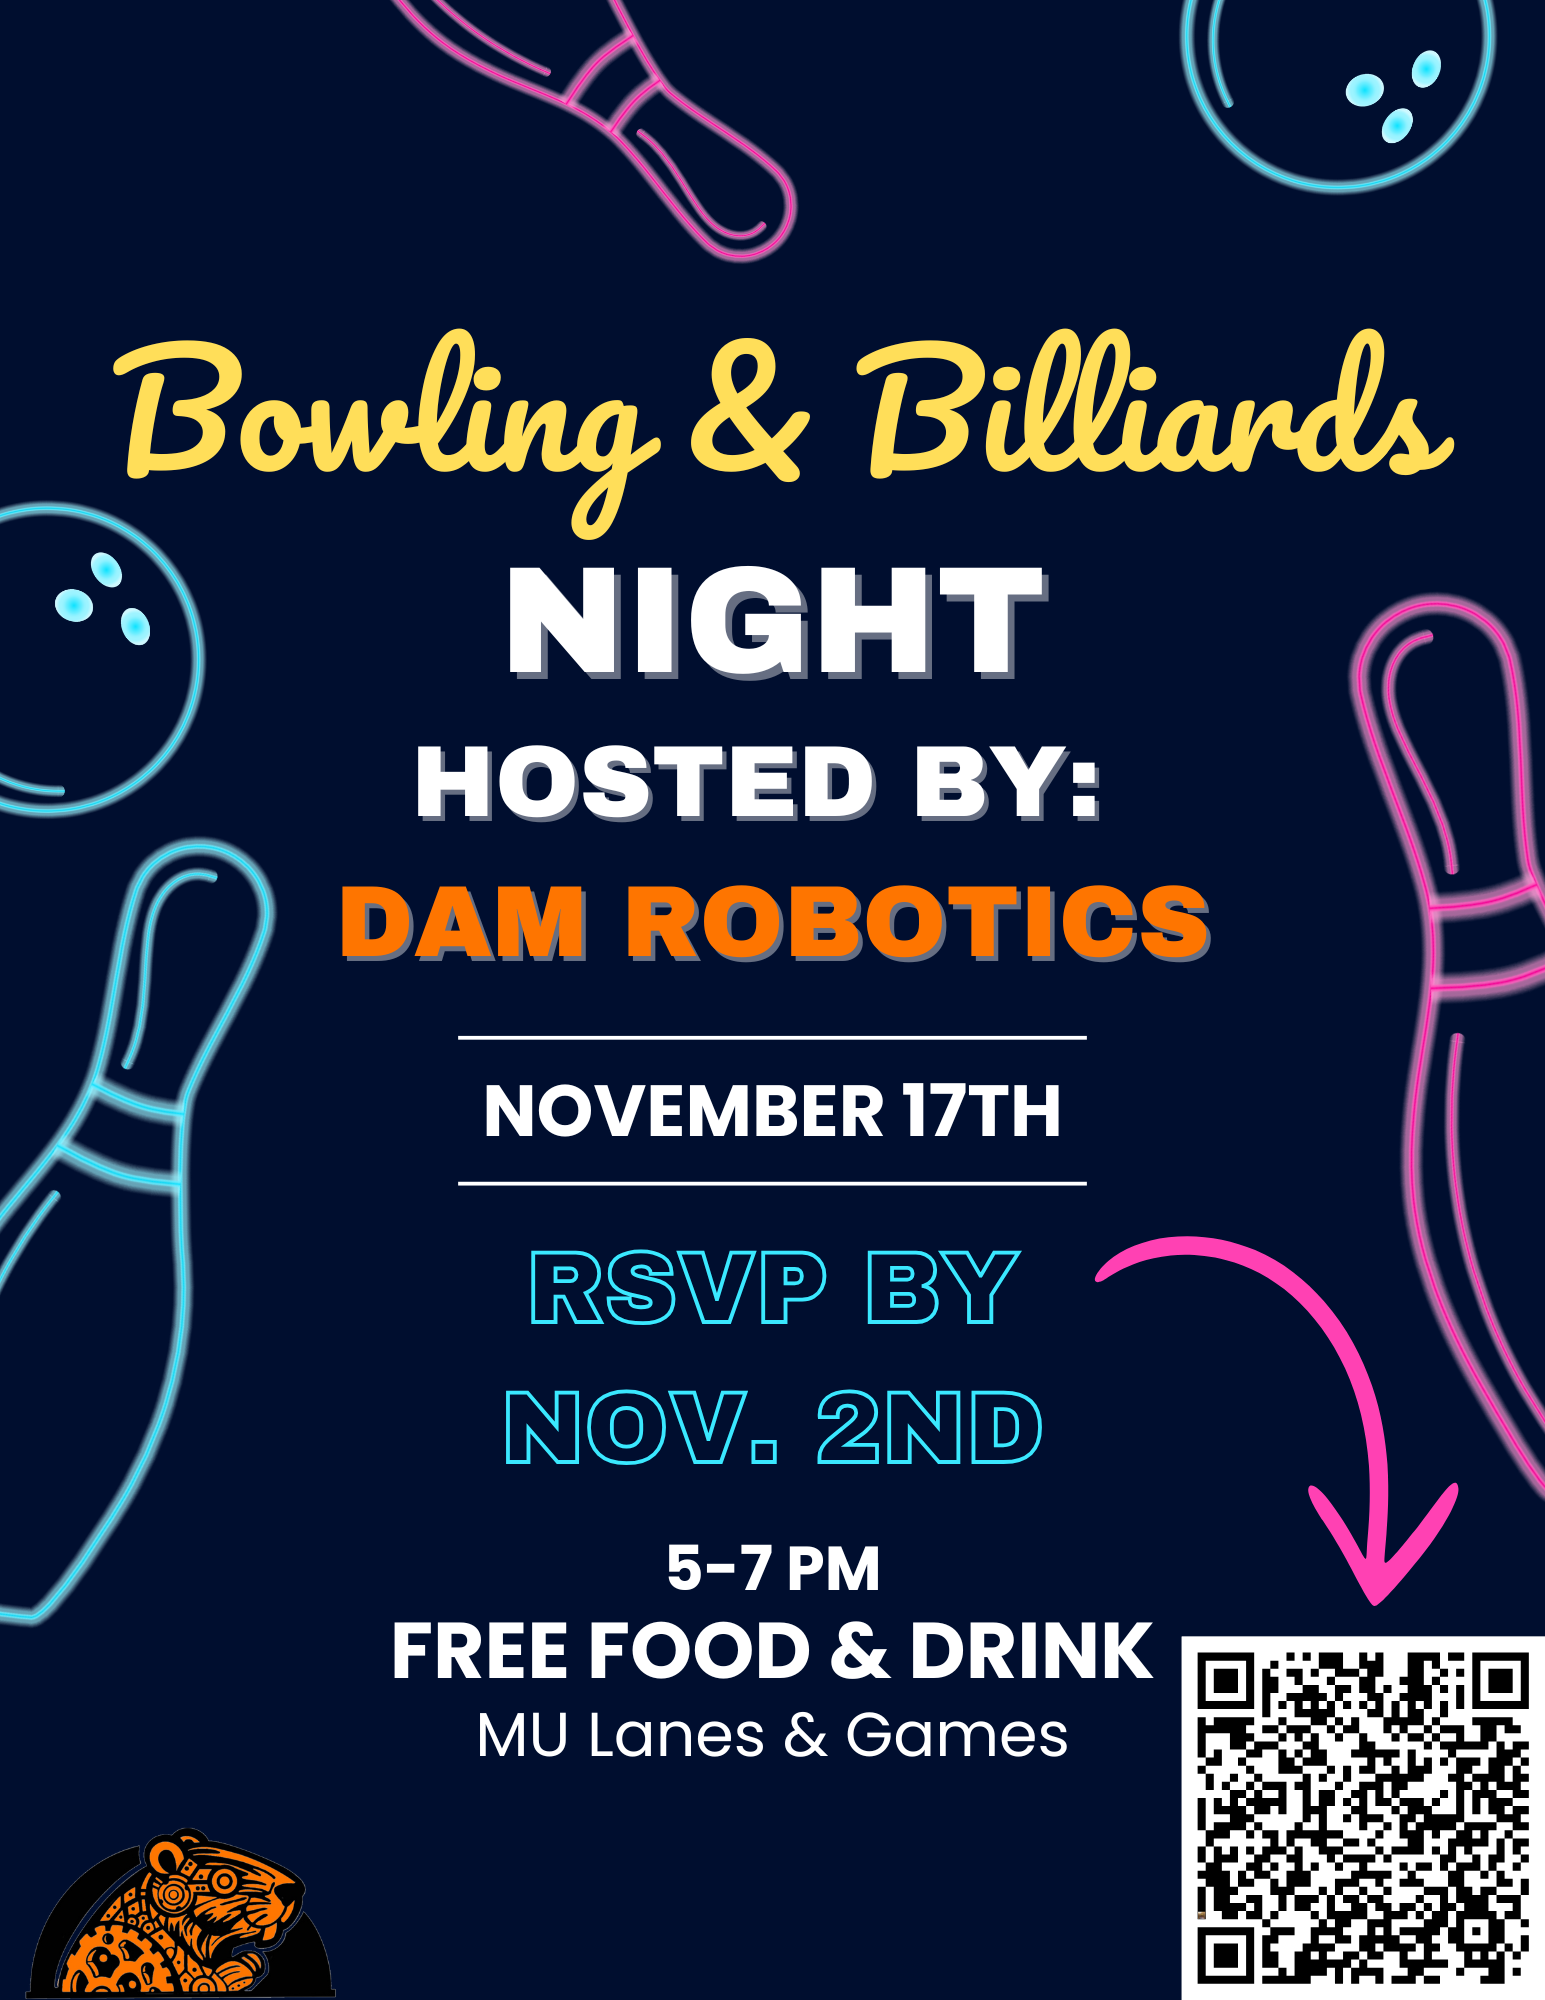 Bowling & Billiards
NIGHT
HOSTED BY:
DAM ROBOTICS
NOVEMBER 17TH
RSVP BY
NOV. 2ND
5-7 PM
FREE FOOD & DRINK
MU Lanes & Games